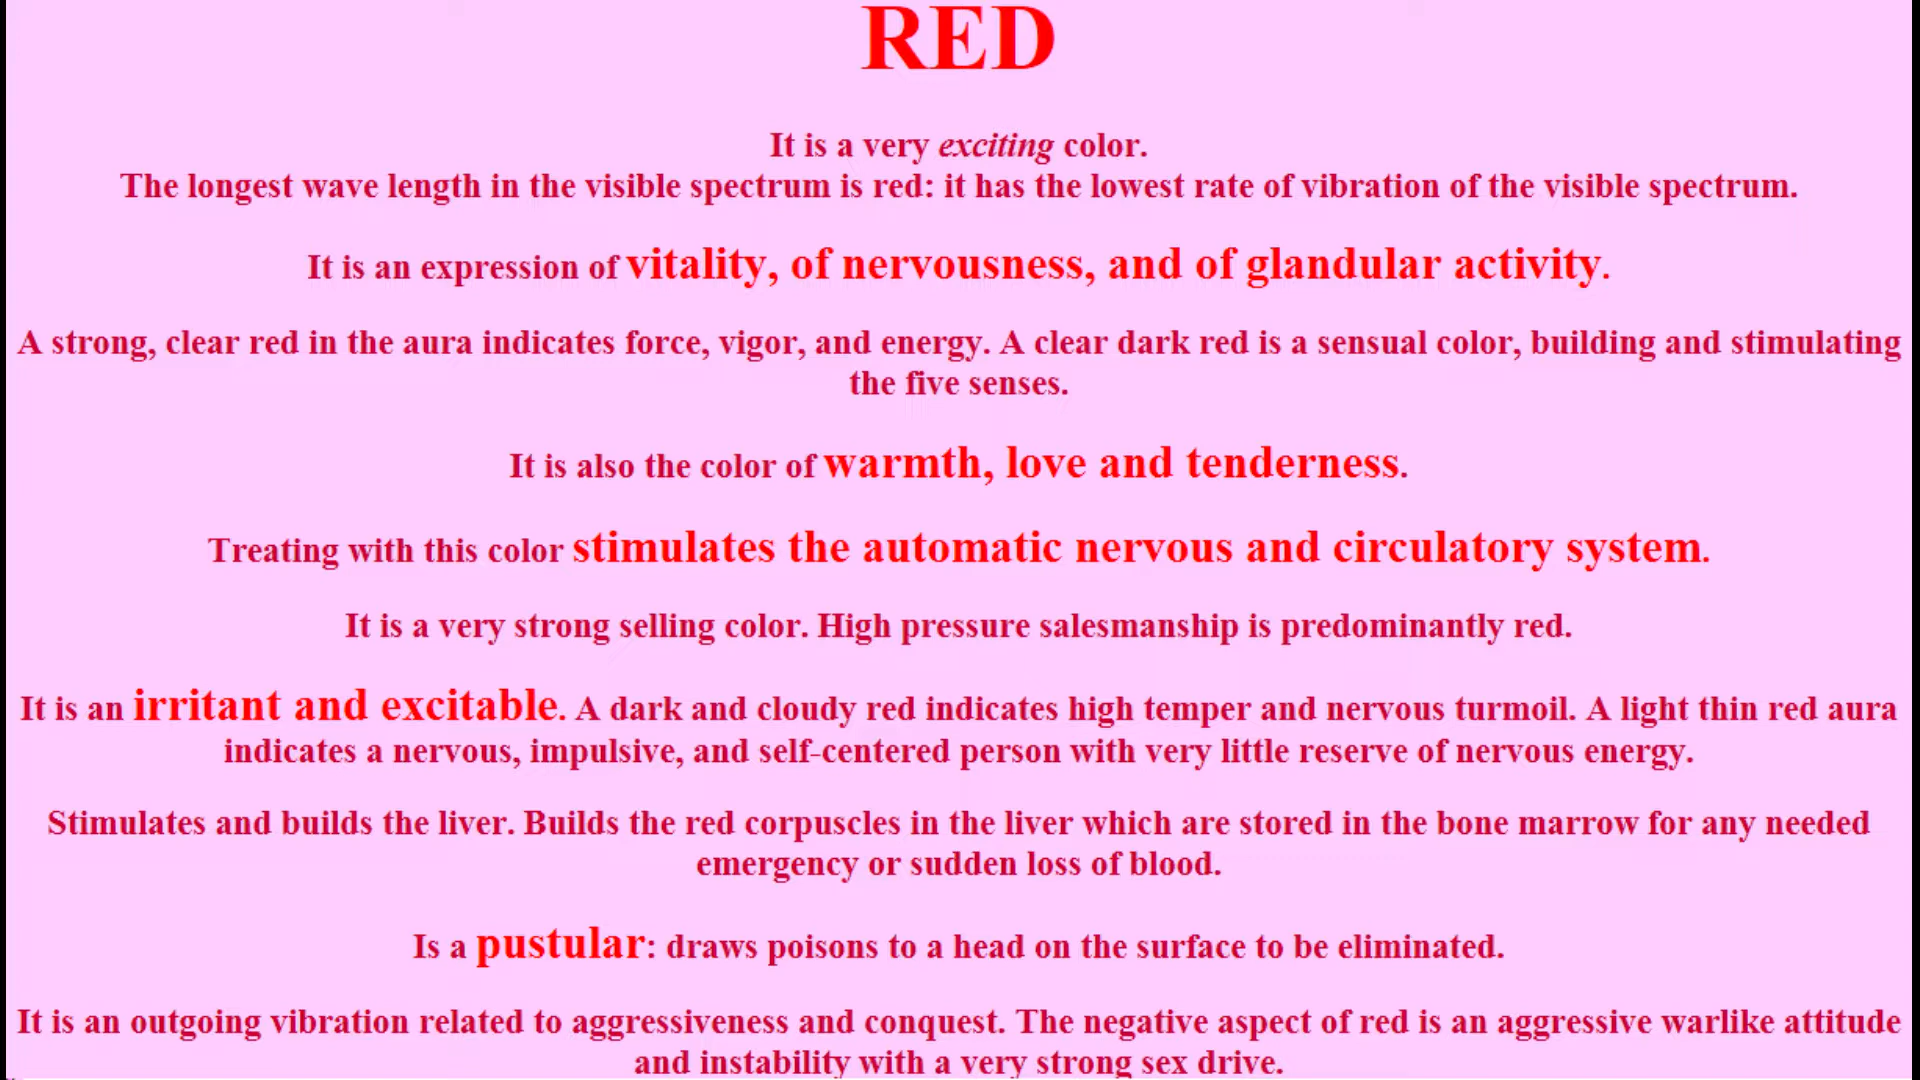 RED
It is a very exciting color.
The longest wave length in the visible spectrum is red: it has the lowest rate of vibration of the visible spectrum.
It is an expression of vitality, of nervousness, and of glandular activity.
A strong, clear red in the aura indicates force, vigor, and energy. A clear dark red is a sensual color, building and stimulating
the five senses.
It is also the color of warmth, love and tenderness.
Treating with this color stimulates the automatic nervous and circulatory system.
It is a very strong selling color. High pressure salesmanship is predominantly red.
It is an irritant and excitable. A dark and cloudy red indicates high temper and nervous turmoil. A light thin red aura
indicates a nervous, impulsive, and self-centered person with very little reserve of nervous energy.
Stimulates and builds the liver. Builds the red corpuscles in the liver which are stored in the bone marrow for any needed
emergency or sudden loss of blood.
Is a pustular: draws poisons to a head on the surface to be eliminated.
It is an outgoing vibration related to aggressiveness and conquest. The negative aspect of red is an aggressive warlike attitude
and instability with a very strong sex drive.